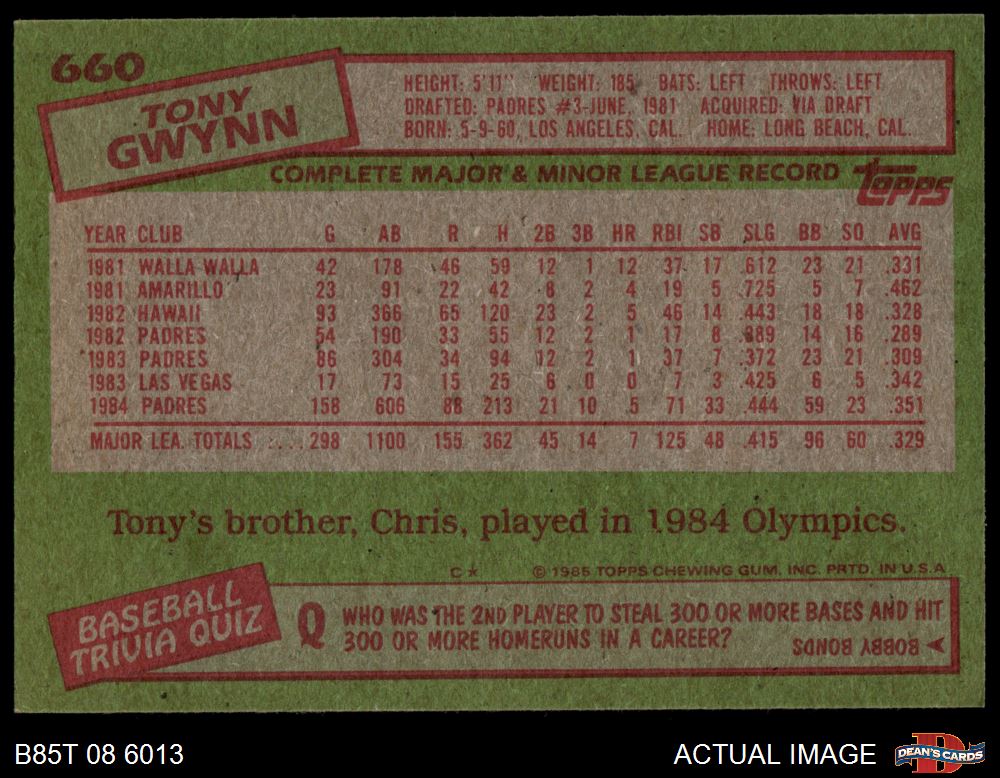 660
TONY
GWYNN
HEIGHT: 5'11" WEIGHT: 185 BATS: LEFT THROWS: LEFT
DRAFTED: PADRES #3-JUNE, 1981 ACQUIRED: VIA DRAFT
BORN: 5-9-60, LOS ANGELES, CAL. HOME: LONG BEACH, CAL.
COMPLETE MAJOR & MINOR LEAGUE RECORD topps
YEAR CLUB G AB R H 2B 3B HR RBI SB SLG BB SO AVG
1981 WALLA WALLA 42 178 46 59 12 1 12 37 17 .612 23 21 .331
1981 AMARILLO 23 91 22 42 8 2 4 19 5 .725 5 7 .462
1982 HAWAII 93 366 65 120 23 2 5 46 14 .443 18 18 .328
1982 PADRES 54 190 33 55 12 2 1 17 8 .389 14 16 .289
1983 PADRES 86 304 34 94 12 2 1 37 7 .372 23 21 .309
1983 LAS VEGAS 17 73 15 25 6 0 0 7 3 .425 6 5 .342
1984 PADRES 158 606 88 213 21 10 5 71 33 .444 59 23 .351
MAJOR LEA. TOTALS .... 298 1100 155 362 45 14 7 125 48 .415 96 60 .329
Tony's brother, Chris, played in 1984 Olympics.
C* © 1985 TOPPS CHEWING GUM, INC. PRTD. IN U.S.A.
BASEBALL
TRIVIA QUIZ
Q WHO WAS THE 2ND PLAYER TO STEAL 300 OR MORE BASES AND HIT
300 OR MORE HOMERUNS IN A CAREER?
BOBBY BONDS
B85T 08 6013 ACTUAL IMAGE DEAN'S CARDS